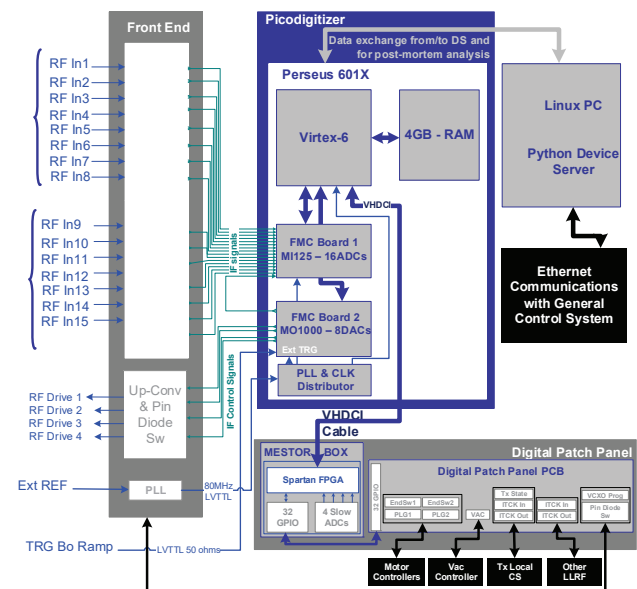 Front End
RF In1
RF In2
RF In3
RF In4
RF In5
RF In6
RF In7
RF In8
RF In9
RF In10
RF In11
RF In12
RF In13
RF In14
RF In15
IF signals
IF Control Signals
Up-Conv
& Pin
Diode
Sw
RF Drive 1
RF Drive 2
RF Drive 3
RF Drive 4
Ext REF
PLL
80MHz
LVTTL
TRG Bo Ramp
LVTTL 50 ohms
Picodigitizer
Data exchange from/to DS and
for post-mortem analysis
Perseus 601X
Virtex-6
4GB - RAM
VHDCI
FMC Board 1
MI125 – 16ADCs
FMC Board 2
MO1000 – 8DACs
Ext TRG
PLL & CLK
Distributor
VHDCI
Cable
Linux PC
Python Device
Server
Ethernet
Communications
with General
Control System
Digital Patch Panel
MESTOR BOX
Spartan FPGA
32
GPIO
4 Slow
ADCs
Digital Patch Panel PCB
32 GPIO
EndSw1
EndSw2
PLG1
PLG2
VAC
Tx State
ITCK In
ITCK Out
ITCK In
ITCK Out
VCXO Prog
Pin Diode
Sw
Motor
Controllers
Vac
Controller
Tx Local
CS
Other
LLRF